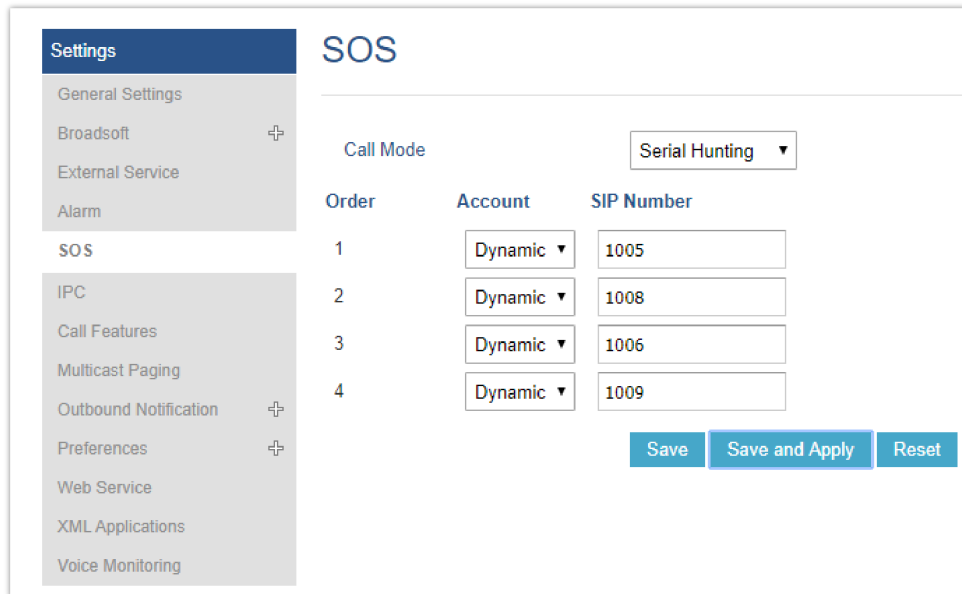 Settings
General Settings
Broadsoft
External Service
Alarm
SOS
IPC
Call Features
Multicast Paging
Outbound Notification
Preferences
Web Service
XML Applications
Voice Monitoring
SOS
Call Mode Serial Hunting
Order Account SIP Number
1 Dynamic 1005
2 Dynamic 1008
3 Dynamic 1006
4 Dynamic 1009
Save Save and Apply Reset